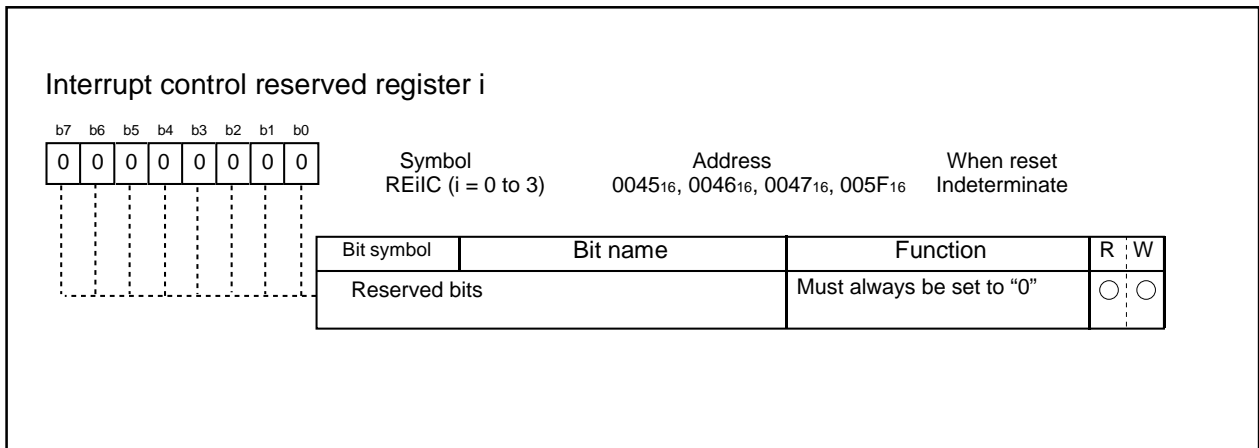 Interrupt control reserved register i
b7 b6 b5 b4 b3 b2 b1 b0
0 0 0 0 0 0 0 0
Symbol Address When reset
REiIC (i = 0 to 3) 004516, 004616, 004716, 005F16 Indeterminate
Bit symbol Bit name Function R W
Reserved bits Must always be set to “0” ○ ○